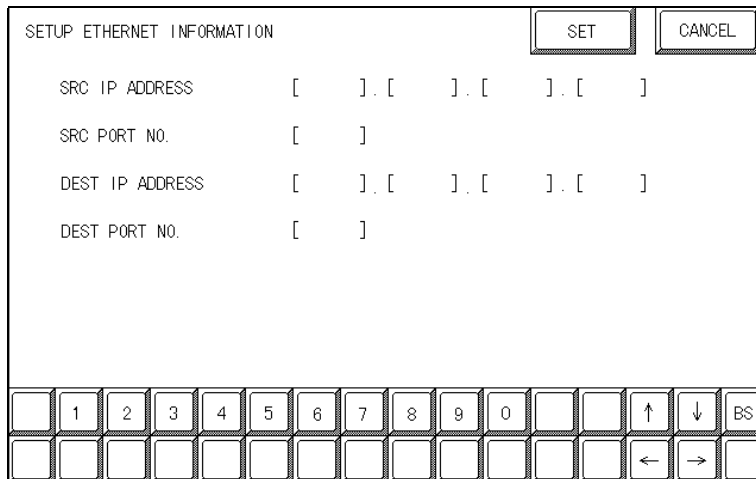 SETUP ETHERNET INFORMATION SET CANCEL
SRC IP ADDRESS [ ].[ ].[ ].[ ]
SRC PORT NO. [ ]
DEST IP ADDRESS [ ].[ ].[ ].[ ]
DEST PORT NO. [ ]
1 2 3 4 5 6 7 8 9 0 ↑ ↓ BS
← →